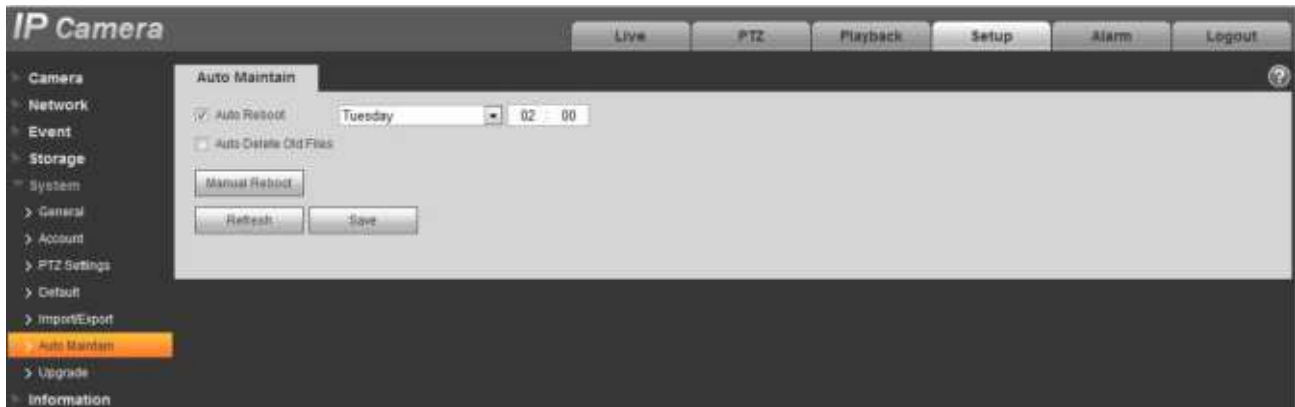 IP Camera
Live PTZ Playback Setup Alarm Logout
Camera
Network
Event
Storage
System
General
Account
PTZ Settings
Default
Import/Export
Auto Maintain
Upgrade
Information
Auto Maintain
Auto Reboot Tuesday 02 : 00
Auto Delete Old Files
Manual Reboot
Refresh Save